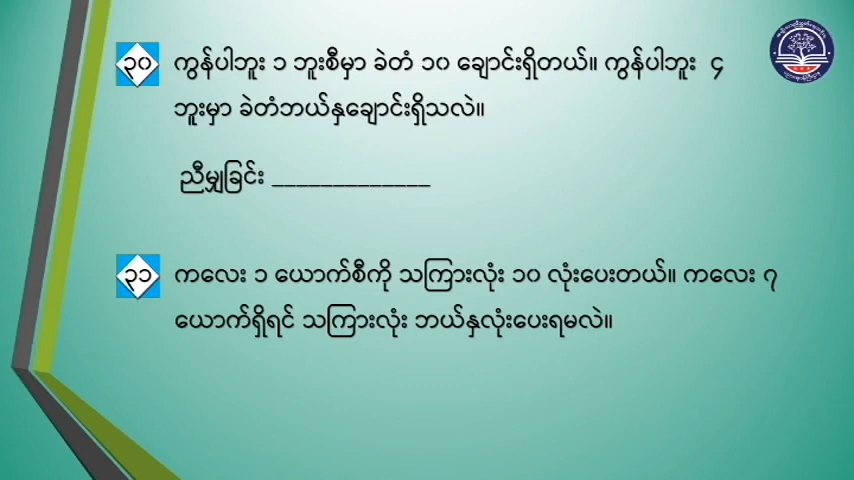 ၃၀ ကွန်ပါဘူး ၁ ဘူးစီမှာ ခဲတံ ၁၀ ချောင်းရှိတယ်။ ကွန်ပါဘူး ၄
ဘူးမှာ ခဲတံဘယ်နှချောင်းရှိသလဲ။
ညီမျှခြင်း _____________
၃၁ ကလေး ၁ ယောက်စီကို သကြားလုံး ၁၀ လုံးပေးတယ်။ ကလေး ၇
ယောက်ရှိရင် သကြားလုံး ဘယ်နှလုံးပေးရမလဲ။